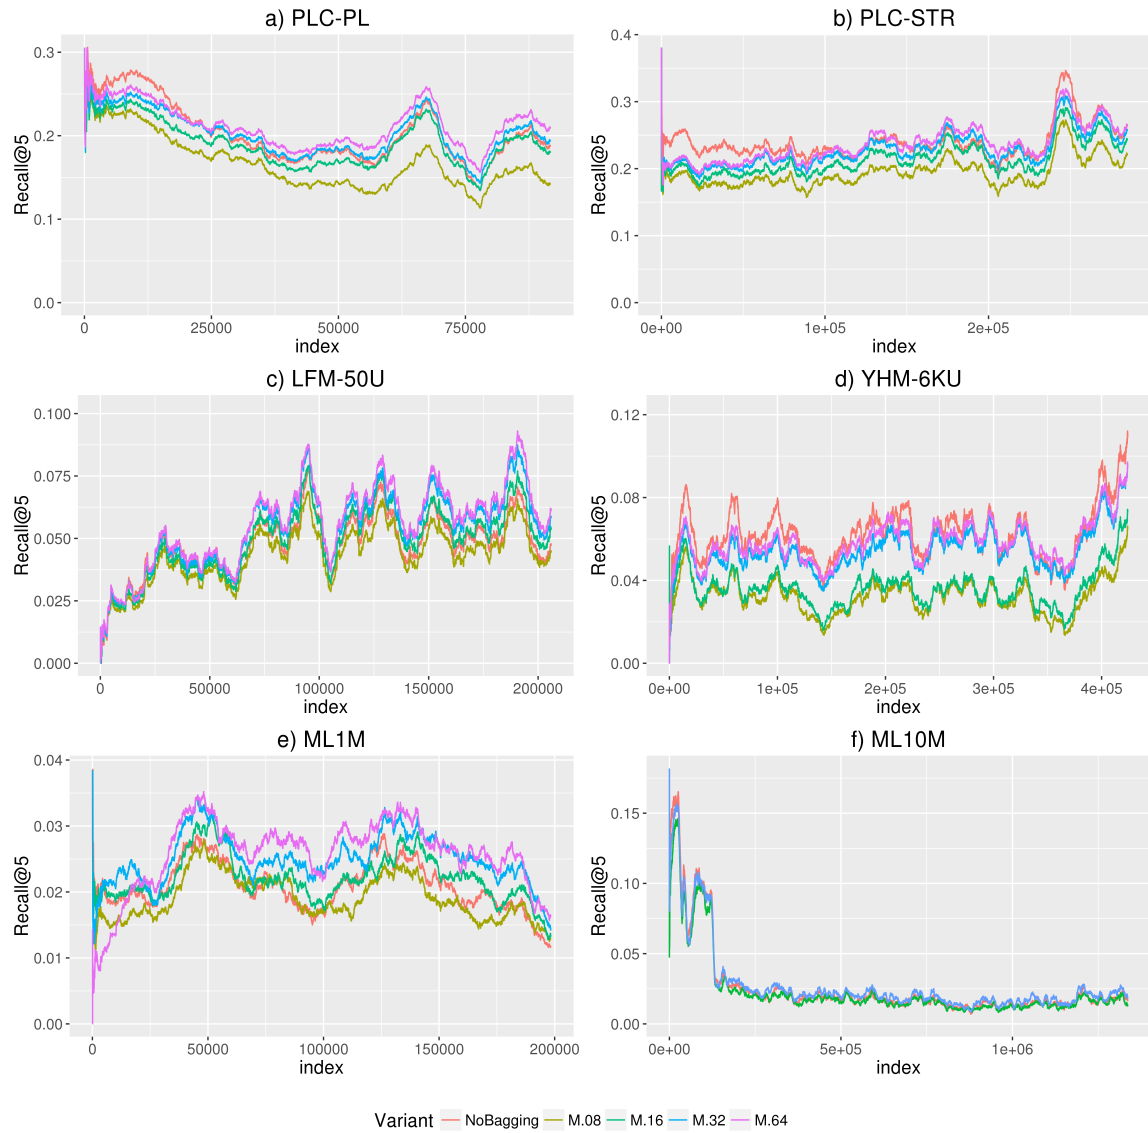 a) PLC-PL
Recall@5
0.3
0.2
0.1
0.0
0
25000
50000
75000
index
b) PLC-STR
Recall@5
0.4
0.3
0.2
0.1
0.0
0e+00
1e+05
2e+05
index
c) LFM-50U
Recall@5
0.100
0.075
0.050
0.025
0.000
0
50000
100000
150000
200000
index
d) YHM-6KU
Recall@5
0.12
0.08
0.04
0.00
0e+00
1e+05
2e+05
3e+05
4e+05
index
e) ML1M
Recall@5
0.04
0.03
0.02
0.01
0.00
0
50000
100000
150000
200000
index
f) ML10M
Recall@5
0.15
0.10
0.05
0.00
0e+00
5e+05
1e+06
index
Variant NoBagging M.08 M.16 M.32 M.64